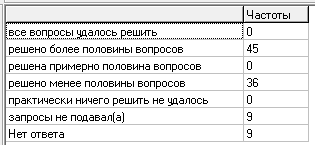 Частоты
все вопросы удалось решить 0
решено более половины вопросов 45
решена примерно половина вопросов 0
решено менее половины вопросов 36
практически ничего решить не удалось 0
запросы не подавал(а) 9
Нет ответа 9